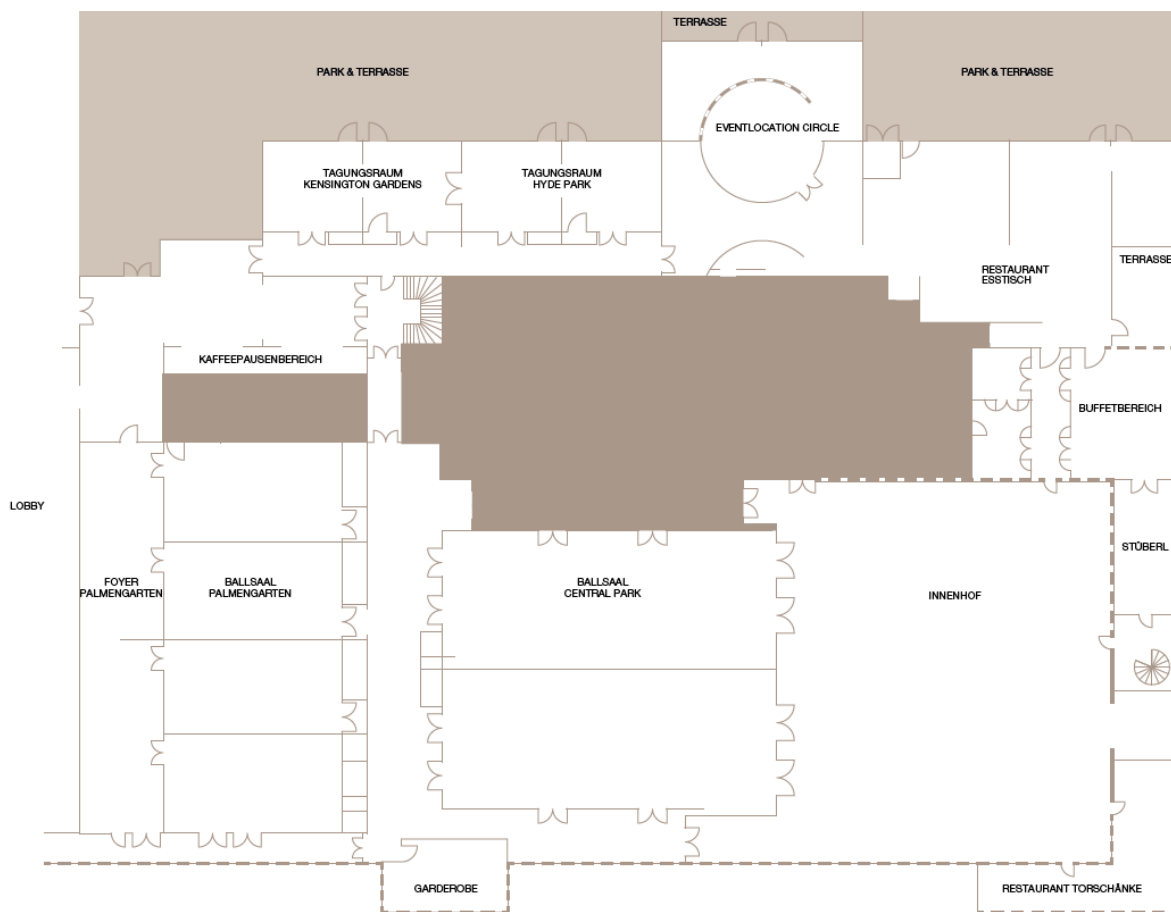 TERRASSE
PARK & TERRASSE
PARK & TERRASSE
EVENTLOCATION CIRCLE
TAGUNGSRAUM
KENSINGTON GARDENS
TAGUNGSRAUM
HYDE PARK
RESTAURANT
ESSTISCH
TERRASSE
KAFFEEPAUSENBEREICH
BUFFETBEREICH
LOBBY
STÜBERL
FOYER
PALMENGARTEN
BALLSAAL
PALMENGARTEN
BALLSAAL
CENTRAL PARK
INNENHOF
GARDEROBE
RESTAURANT TORSCHÄNKE